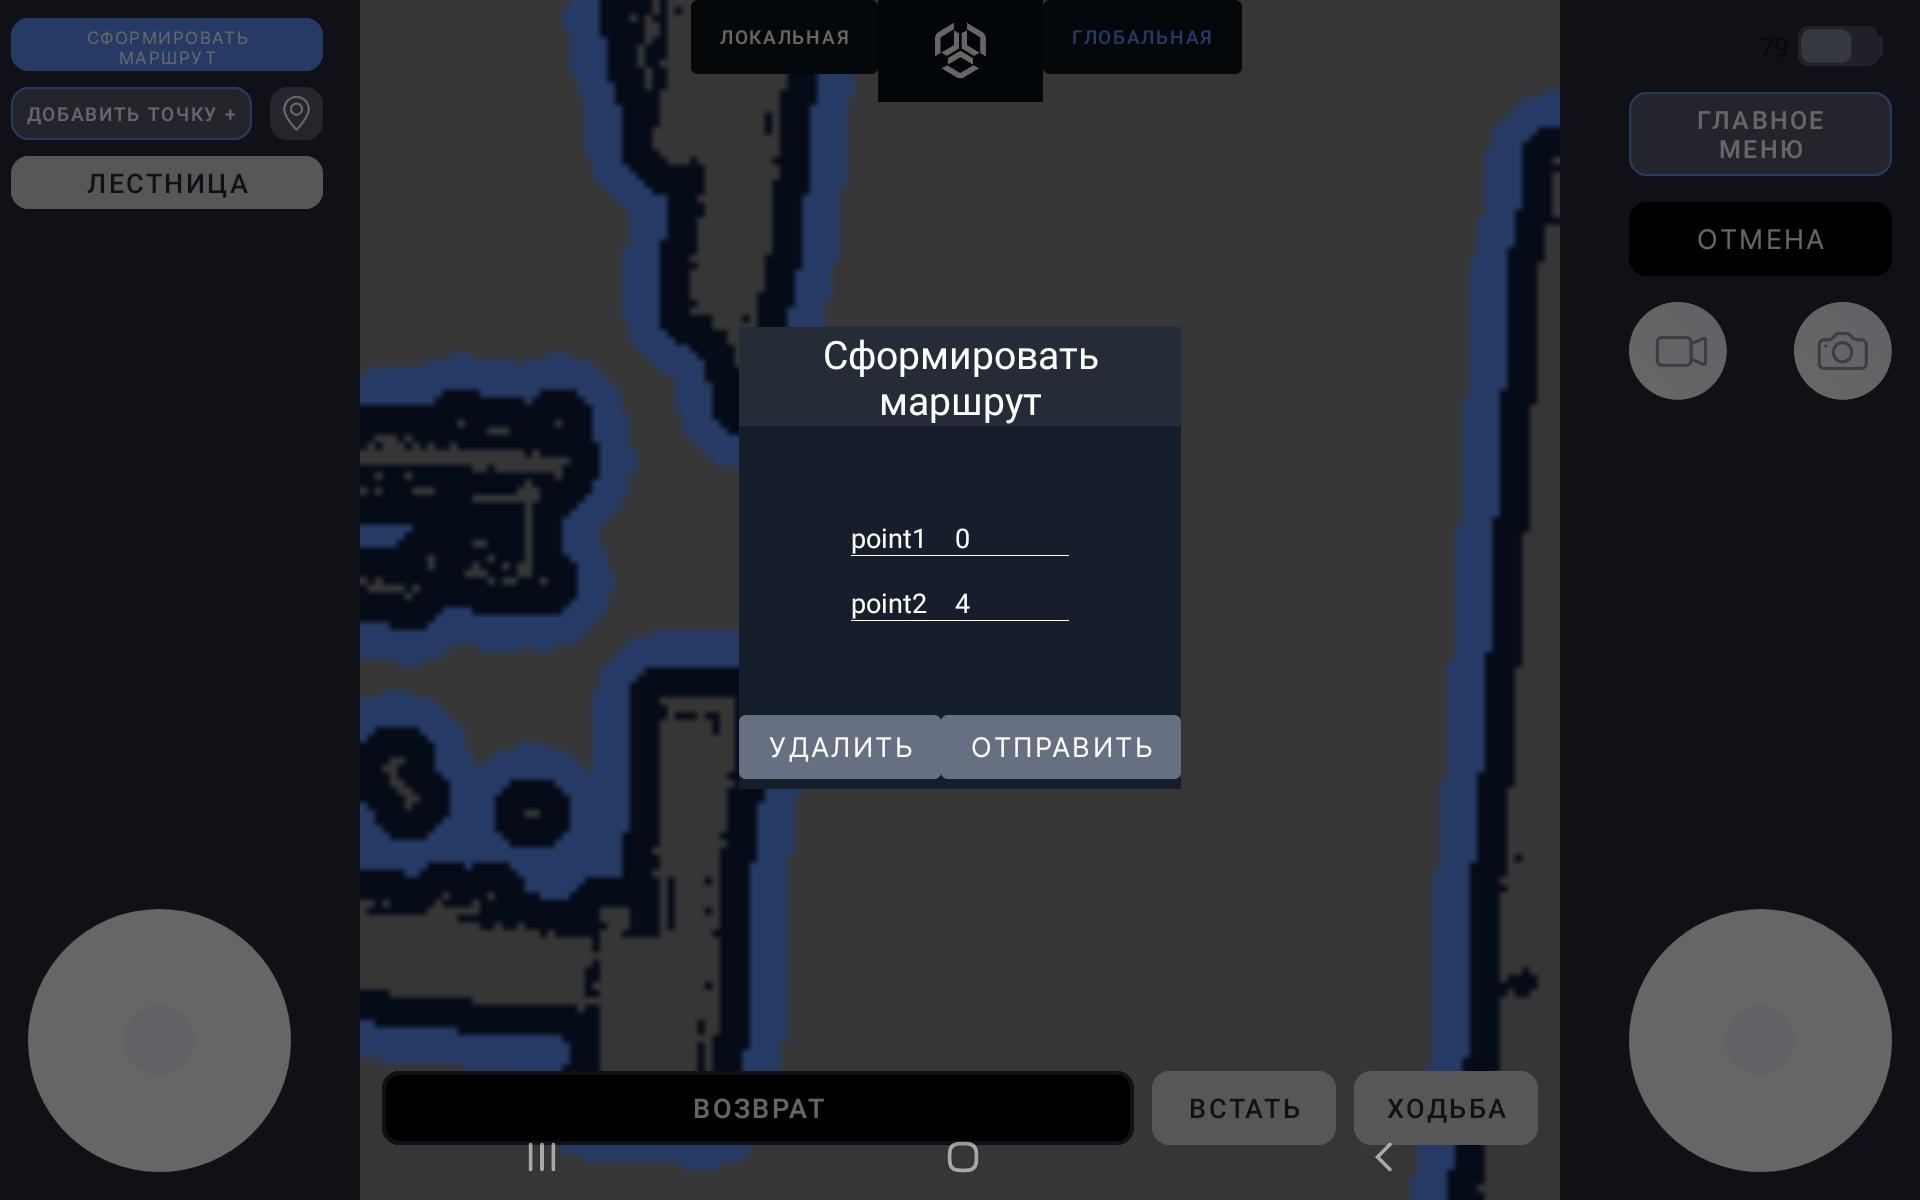 СФОРМИРОВАТЬ
МАРШРУТ
ДОБАВИТЬ ТОЧКУ +
ЛЕСТНИЦА
ЛОКАЛЬНАЯ
ГЛОБАЛЬНАЯ
79
ГЛАВНОЕ
МЕНЮ
ОТМЕНА
Сформировать
маршрут
point1 0
point2 4
УДАЛИТЬ
ОТПРАВИТЬ
ВОЗВРАТ
ВСТАТЬ
ХОДЬБА